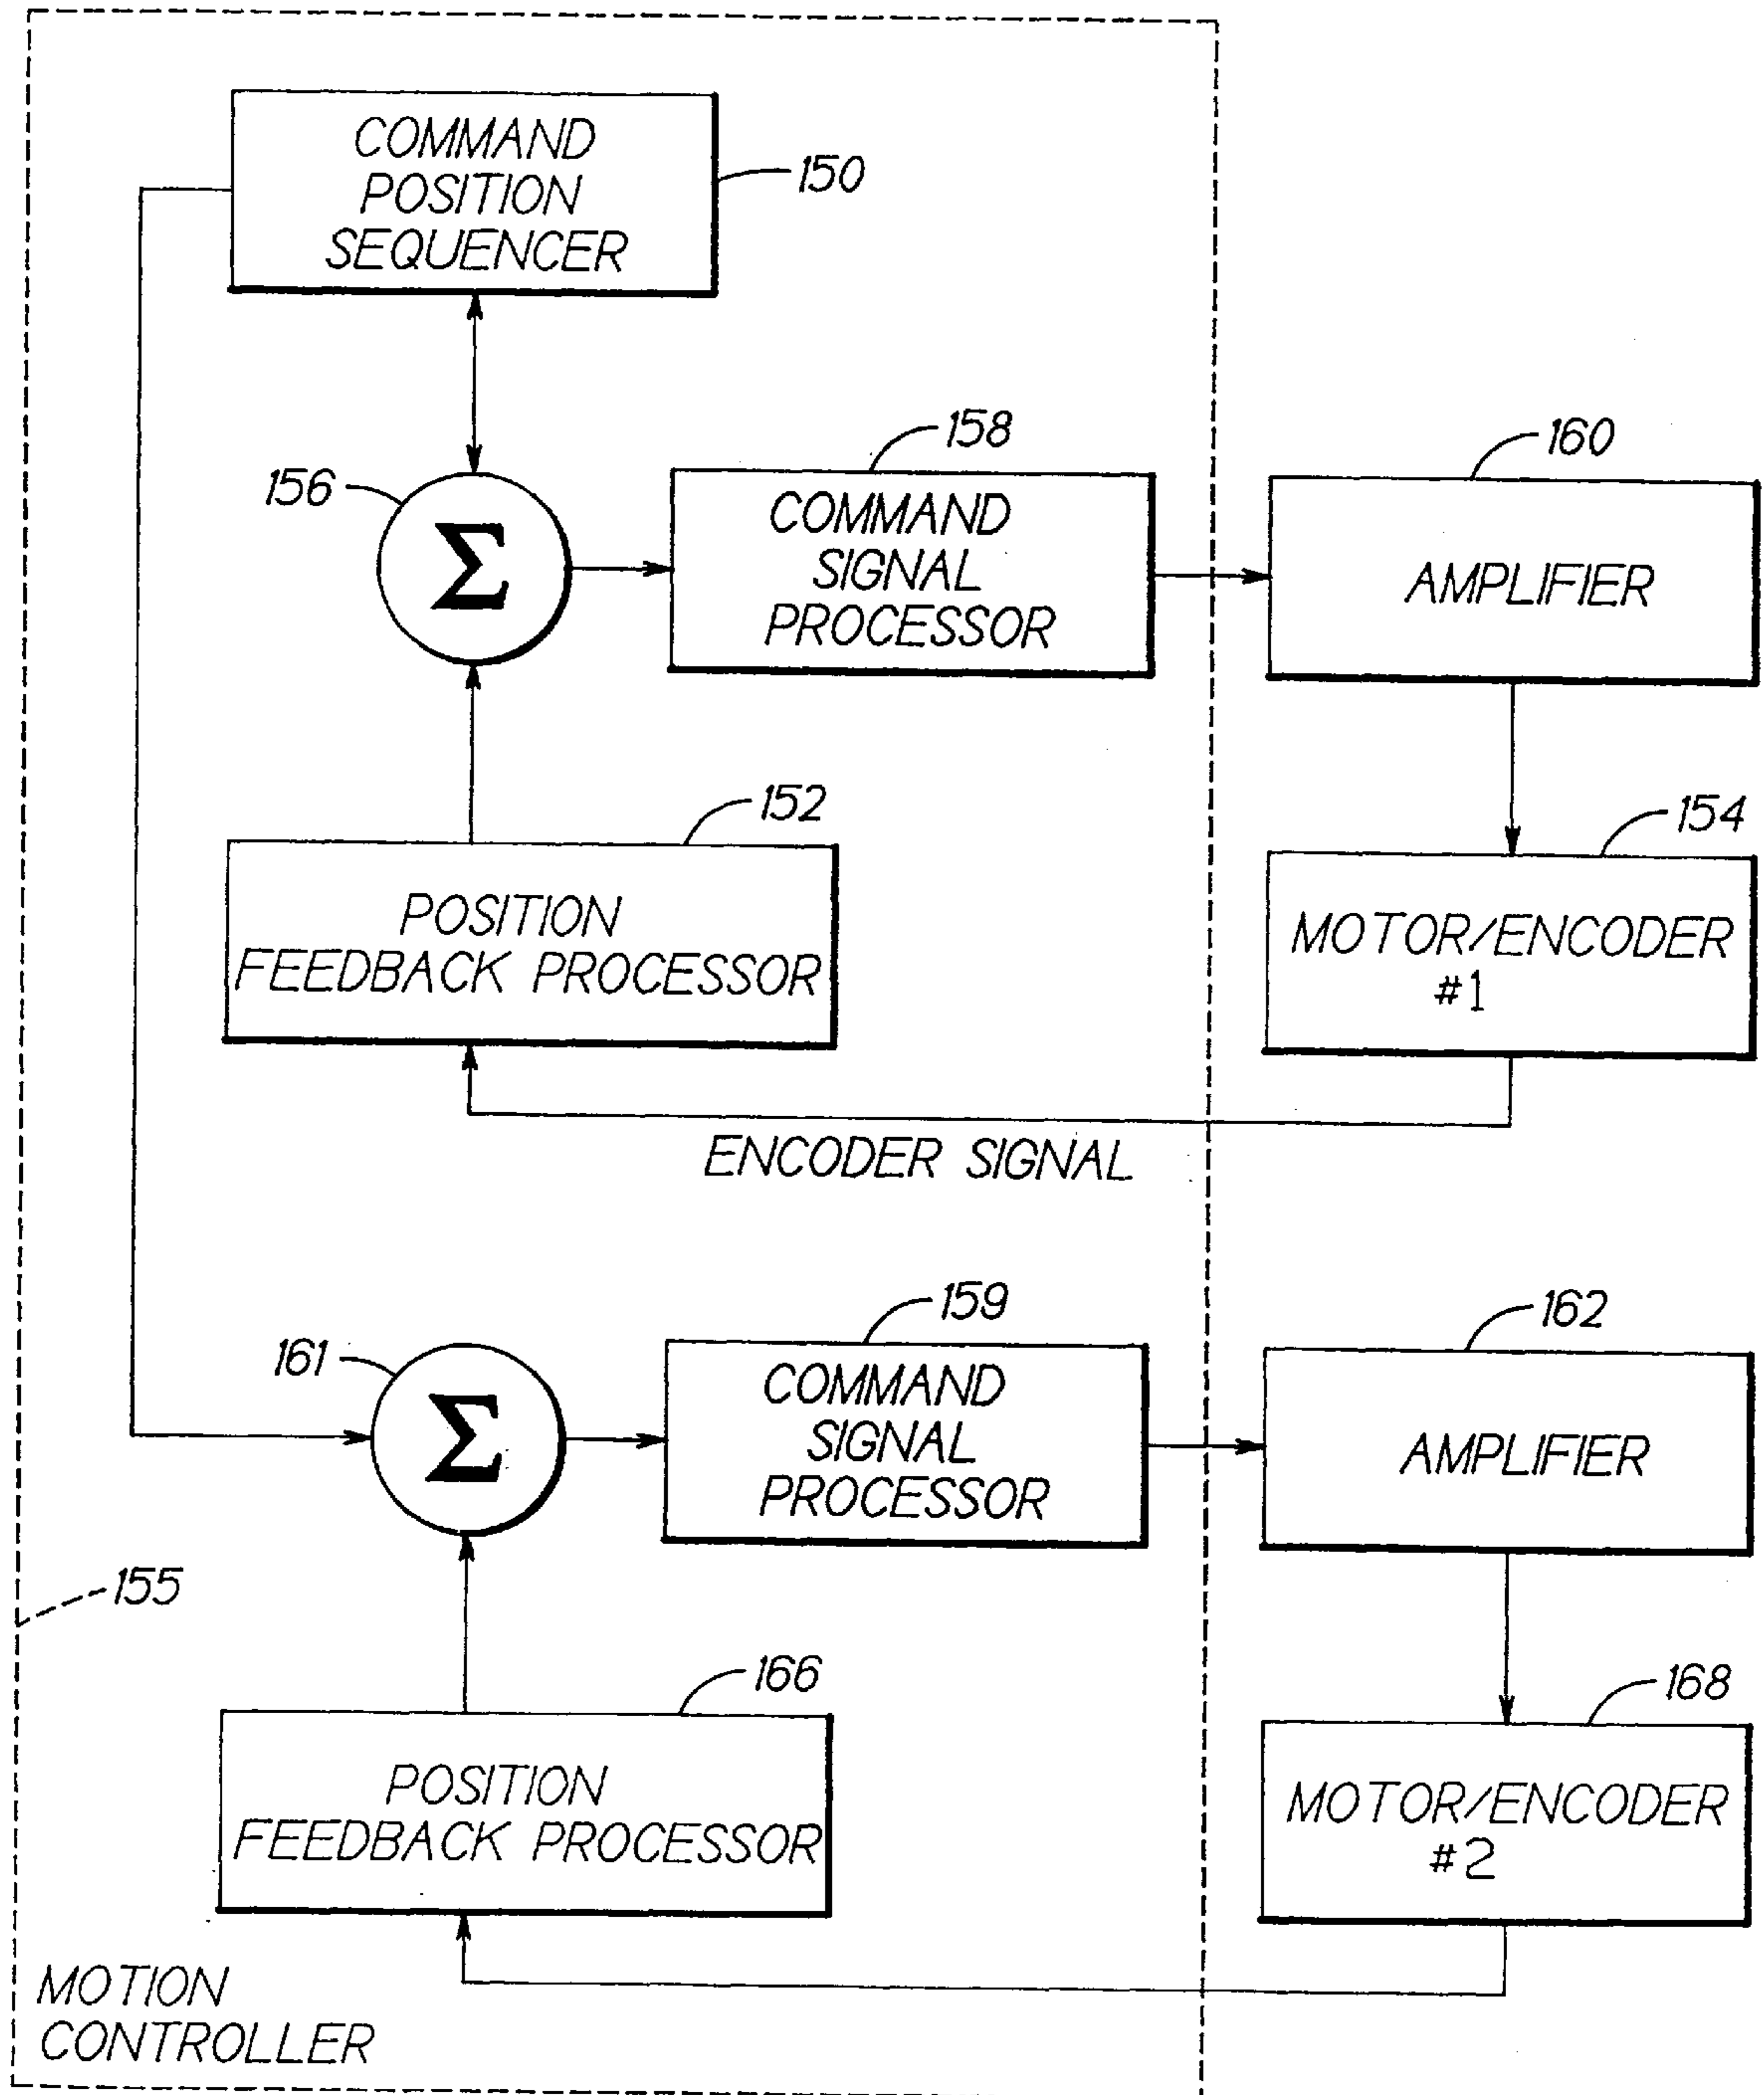 COMMAND
POSITION
SEQUENCER
150
156
Σ
158
COMMAND
SIGNAL
PROCESSOR
160
AMPLIFIER
152
POSITION
FEEDBACK PROCESSOR
154
MOTOR/ENCODER
#1
ENCODER SIGNAL
161
Σ
159
COMMAND
SIGNAL
PROCESSOR
162
AMPLIFIER
155
166
POSITION
FEEDBACK PROCESSOR
168
MOTOR/ENCODER
#2
MOTION
CONTROLLER